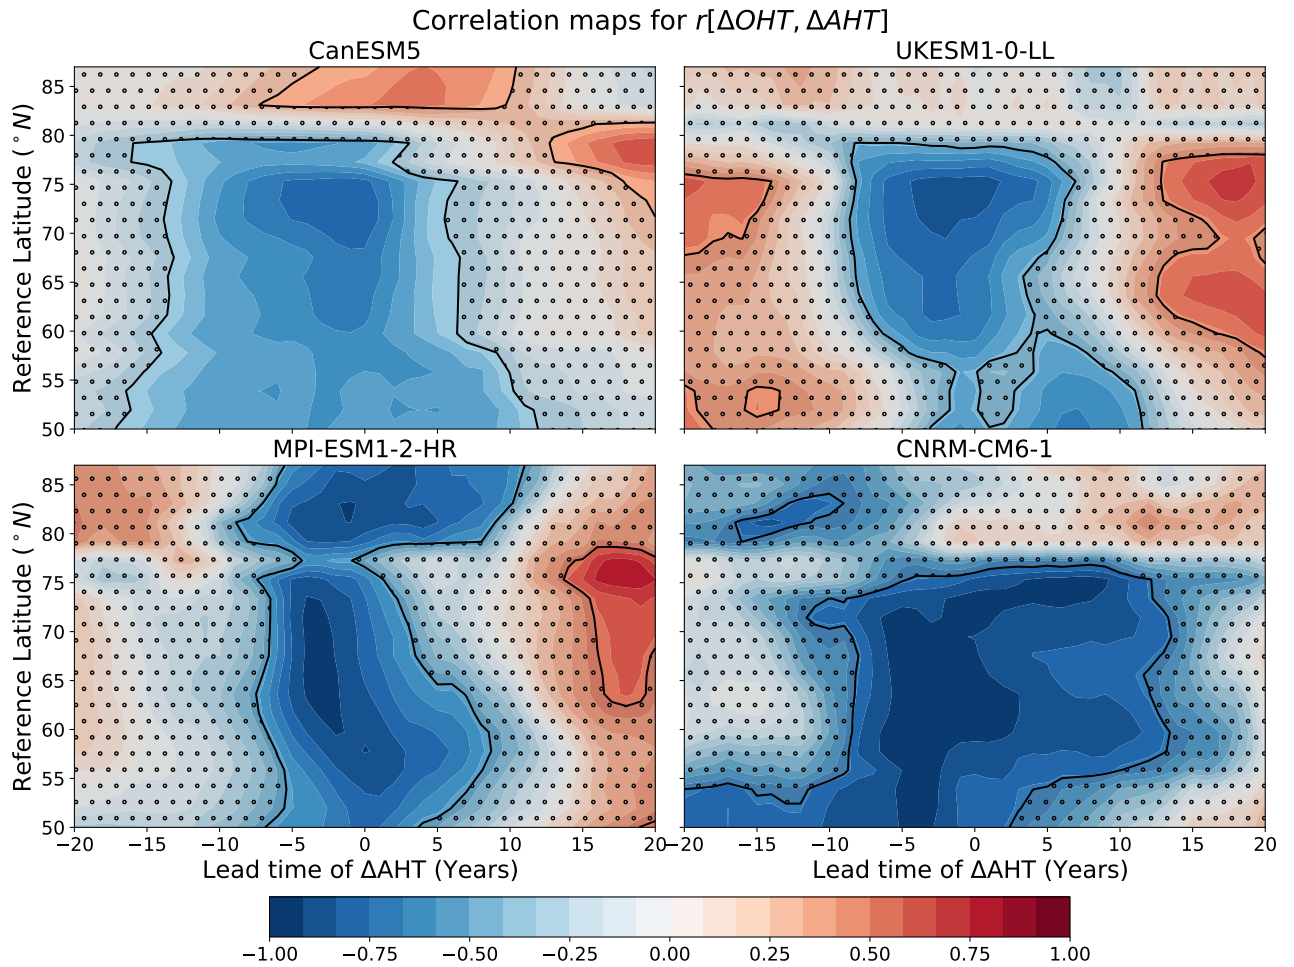 Correlation maps for r[ΔOHT, ΔAHT]
CanESM5
UKESM1-0-LL
Reference Latitude (°N)
85
80
75
70
65
60
55
50
MPI-ESM1-2-HR
CNRM-CM6-1
Reference Latitude (°N)
85
80
75
70
65
60
55
50
−20 −15 −10 −5 0 5 10 15 20
−20 −15 −10 −5 0 5 10 15 20
Lead time of ΔAHT (Years)
Lead time of ΔAHT (Years)
−1.00 −0.75 −0.50 −0.25 0.00 0.25 0.50 0.75 1.00